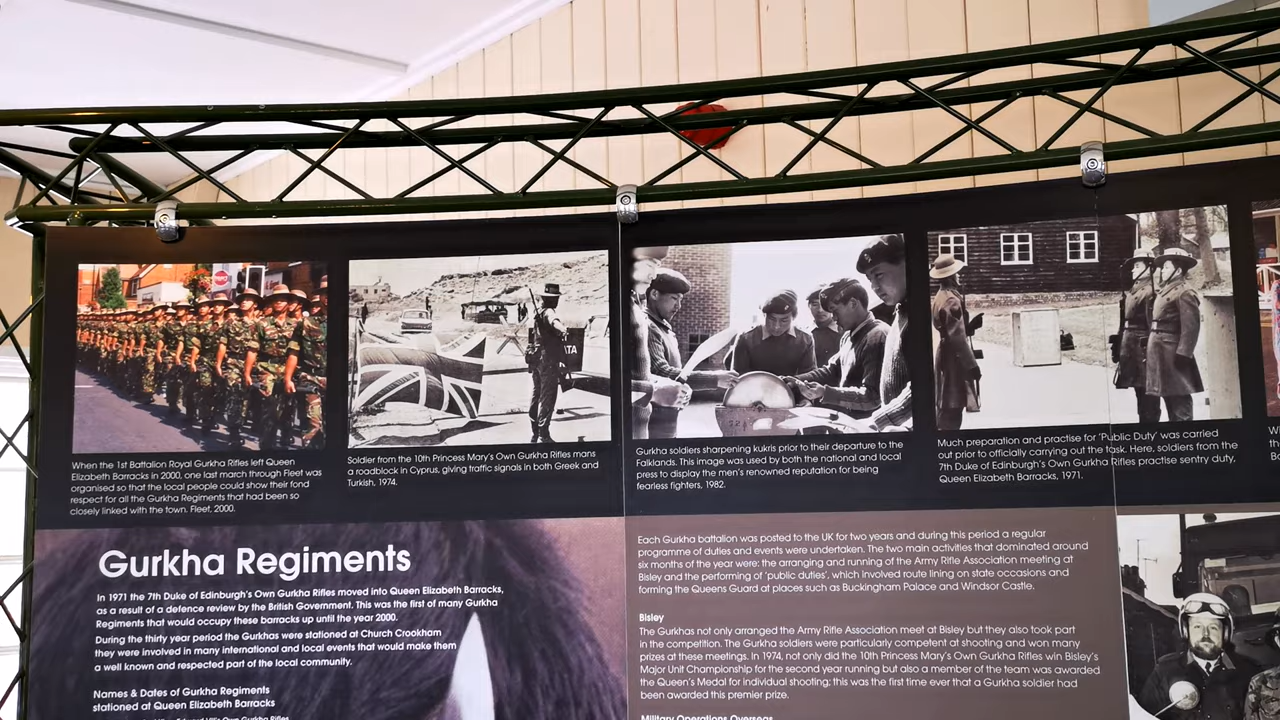 When the 1st Battalion Royal Gurkha Rifles left Queen
Elizabeth Barracks in 2000, one last march through Fleet was
organised so that the local people could show their fond
respect for all the Gurkha Regiments that had been so
closely linked with the town. Fleet, 2000.
Soldier from the 10th Princess Mary's Own Gurkha Rifles mans
a roadblock in Cyprus, giving traffic signals in both Greek and
Turkish. 1974.
Gurkha soldiers sharpening kukris prior to their departure to the
Falklands. This image was used by both the national and local
press to display the men's renowned reputation for being
fearless fighters, 1982.
Much preparation and practise for 'Public Duty' was carried
out prior to officially carrying out the task. Here, soldiers from the
7th Duke of Edinburgh's Own Gurkha Rifles practise sentry duty,
Queen Elizabeth Barracks, 1971.
Gurkha Regiments
In 1971 the 7th Duke of Edinburgh's Own Gurkha Rifles moved into Queen Elizabeth Barracks,
as a result of a defence review by the British Government. This was the first of many Gurkha
Regiments that would occupy these barracks up until the year 2000.
During the thirty year period the Gurkhas were stationed at Church Crookham
they were involved in many international and local events that would make them
a well known and respected part of the local community.
Names & Dates of Gurkha Regiments
stationed at Queen Elizabeth Barracks
Each Gurkha battalion was posted to the UK for two years and during this period a regular
programme of duties and events were undertaken. The two main activities that dominated around
six months of the year were: the arranging and running of the Army Rifle Association meeting at
Bisley and the performing of 'public duties', which involved route lining on state occasions and
forming the Queens Guard at places such as Buckingham Palace and Windsor Castle.
Bisley
The Gurkhas not only arranged the Army Rifle Association meet at Bisley but they also took part
in the competition. The Gurkha soldiers were particularly competent at shooting and won many
prizes at these meetings. In 1974, not only did the 10th Princess Mary's Own Gurkha Rifles win Bisley's
Major Unit Championship for the second year running but also a member of the team was awarded
the Queen's Medal for individual shooting; this was the first time ever that a Gurkha soldier had
been awarded this premier prize.
Military Operations Overseas